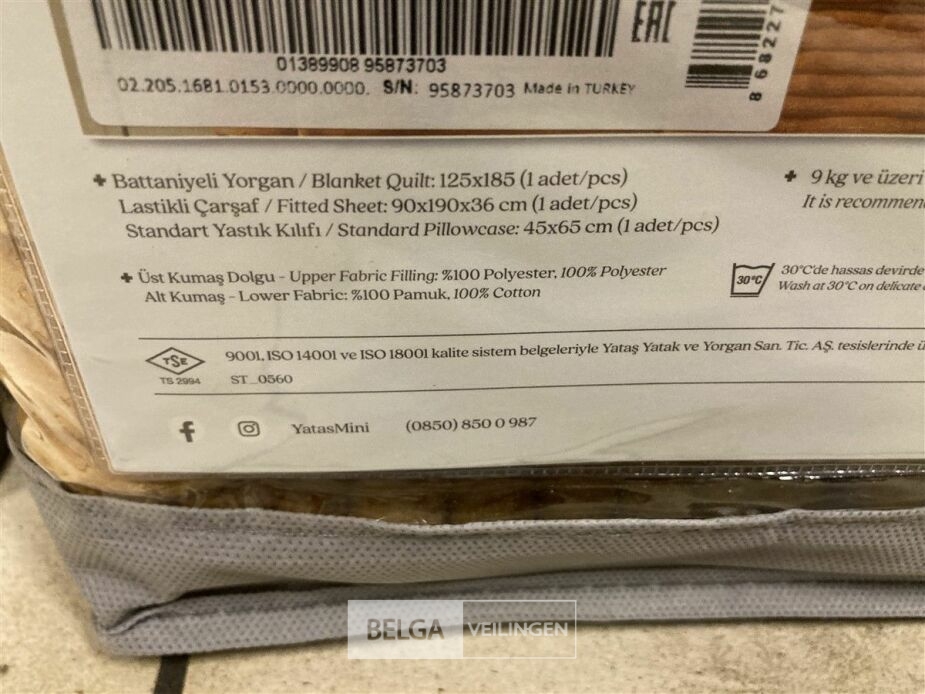 01389908 95873703
02.205.1681.0153.0000.0000. S/N: 95873703 Made in TURKEY
EAC
8 68227
+ Battaniyeli Yorgan / Blanket Quilt: 125x185 (1 adet/pcs)
Lastikli Çarşaf / Fitted Sheet: 90x190x36 cm (1 adet/pcs)
Standart Yastık Kılıfı / Standard Pillowcase: 45x65 cm (1 adet/pcs)
+ 9 kg ve üzeri
It is recommen
+ Üst Kumaş Dolgu - Upper Fabric Filling: %100 Polyester, 100% Polyester
Alt Kumaş - Lower Fabric: %100 Pamuk, 100% Cotton
30°C
30°C'de hassas devirde
Wash at 30°C on delicate
TSE
TS 2994
9001, ISO 14001 ve ISO 18001 kalite sistem belgeleriyle Yataş Yatak ve Yorgan San. Tic. AŞ. tesislerinde ü
ST_0560
YatasMini (0850) 850 0 987
BELGA VEILINGEN